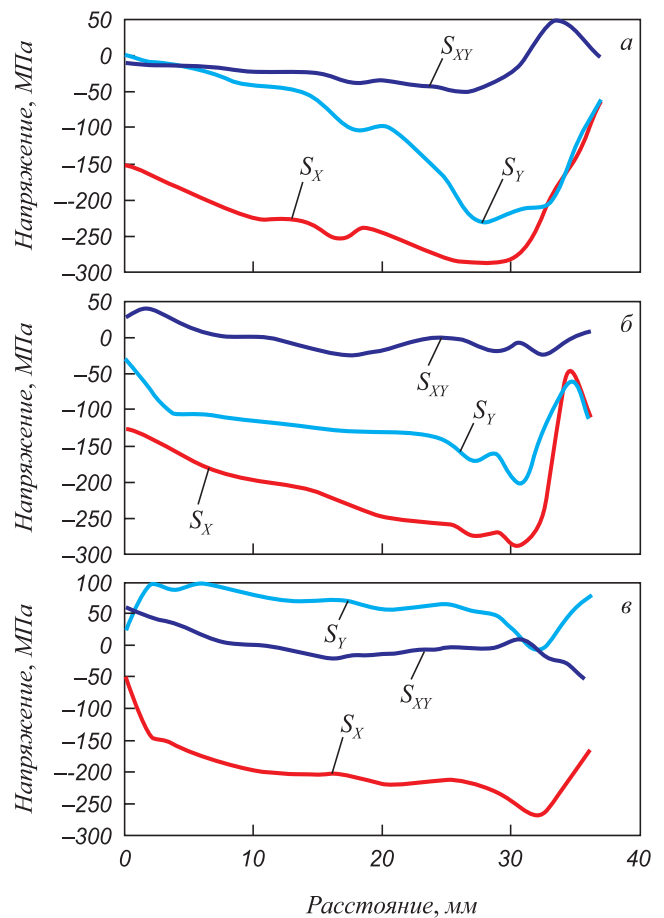 50
0
–50
–100
–150
–200
–250
–300
Напряжение, МПа
а
S_XY
S_X
S_Y
50
0
–50
–100
–150
–200
–250
–300
Напряжение, МПа
б
S_XY
S_Y
S_X
100
50
0
–50
–100
–150
–200
–250
–300
Напряжение, МПа
в
S_Y
S_XY
S_X
0 10 20 30 40
Расстояние, мм